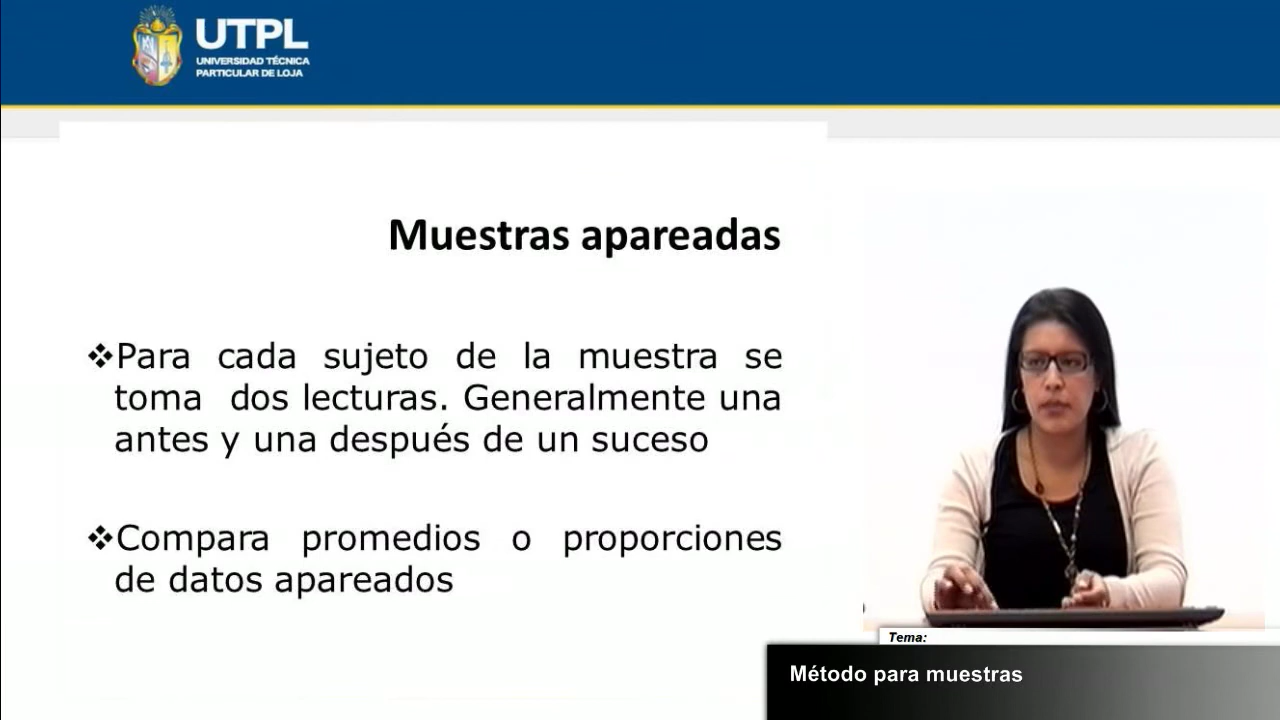 UTPL
UNIVERSIDAD TÉCNICA
PARTICULAR DE LOJA
Muestras apareadas
❖Para cada sujeto de la muestra se
toma dos lecturas. Generalmente una
antes y una después de un suceso
❖Compara promedios o proporciones
de datos apareados
Tema:
Método para muestras